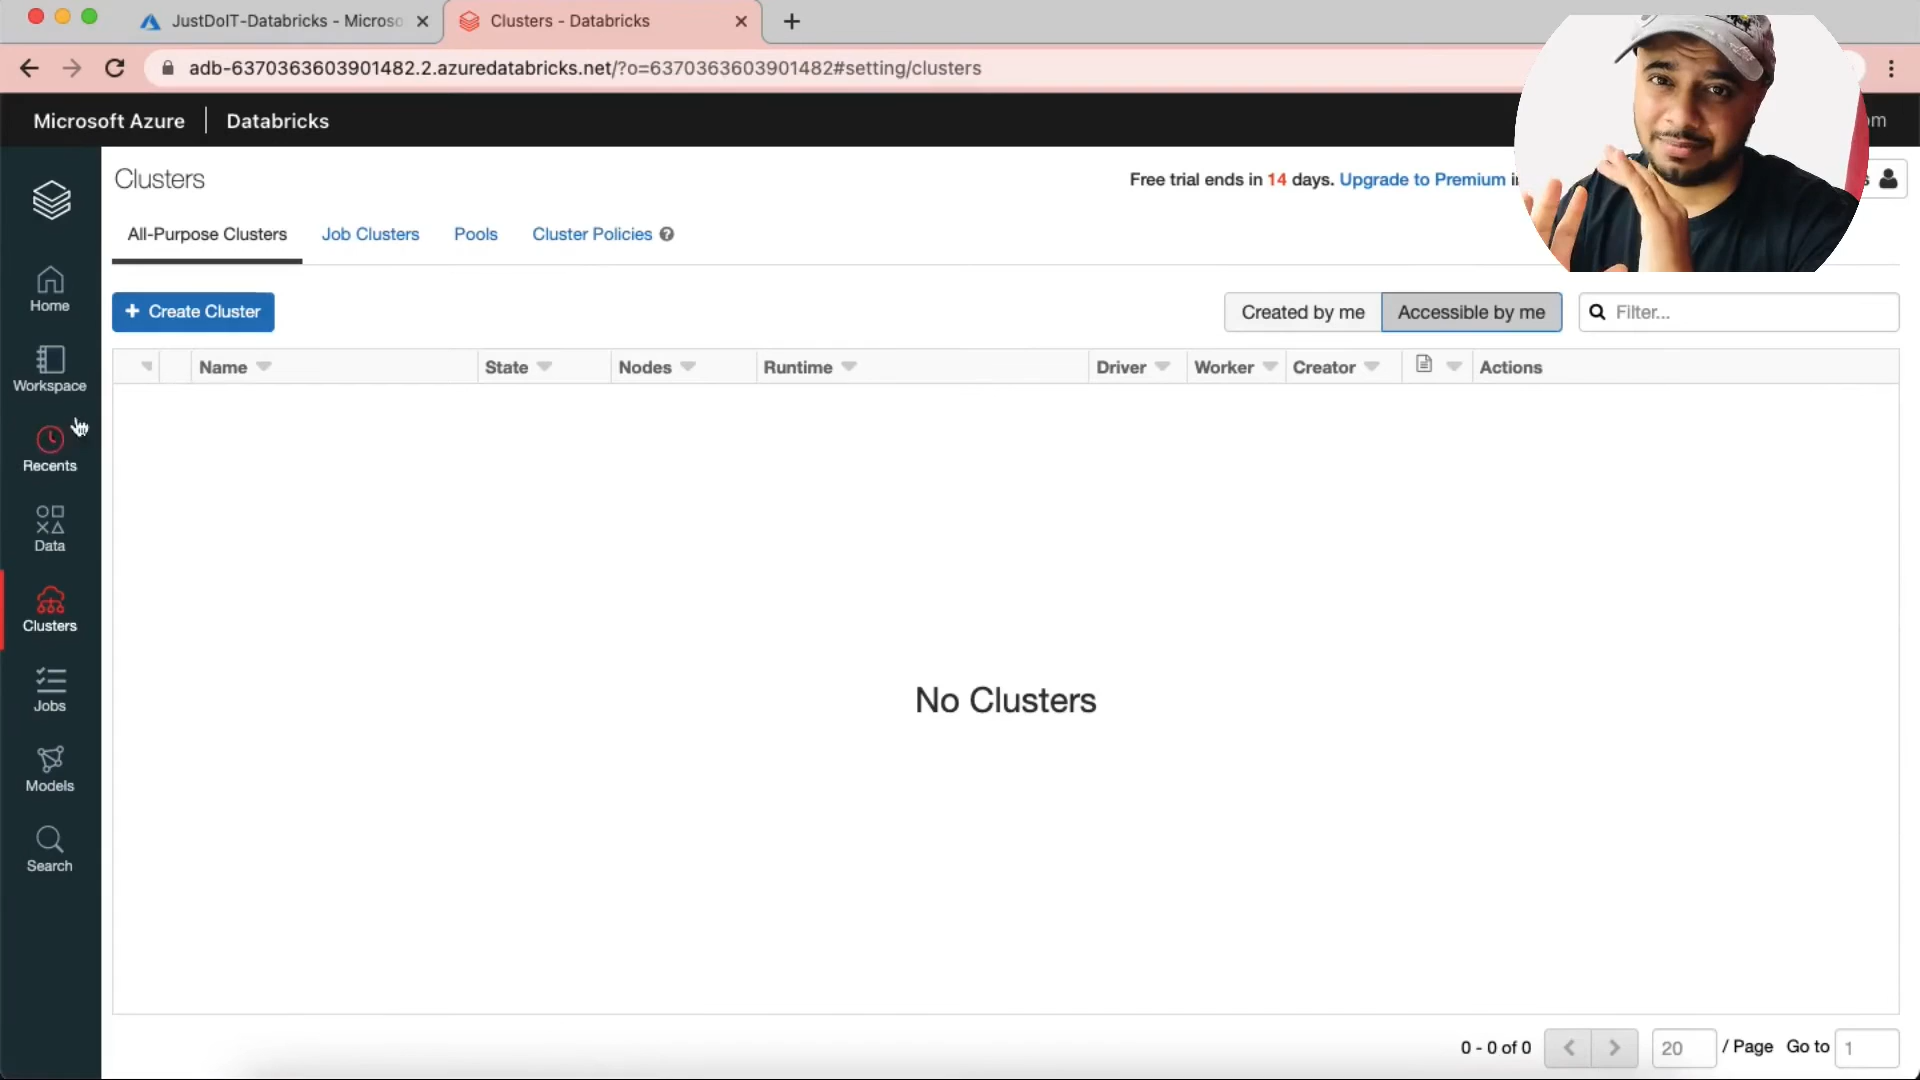 JustDoIT-Databricks - Microso
Clusters - Databricks
adb-6370363603901482.2.azuredatabricks.net/?o=6370363603901482#setting/clusters
Microsoft Azure
Databricks
Clusters
Free trial ends in 14 days. Upgrade to Premium
All-Purpose Clusters
Job Clusters
Pools
Cluster Policies
Home
Create Cluster
Created by me
Accessible by me
Filter...
Name
State
Nodes
Runtime
Driver
Worker
Creator
Actions
Workspace
Recents
Data
Clusters
Jobs
No Clusters
Models
Search
0 - 0 of 0
20
/ Page
Go to
1